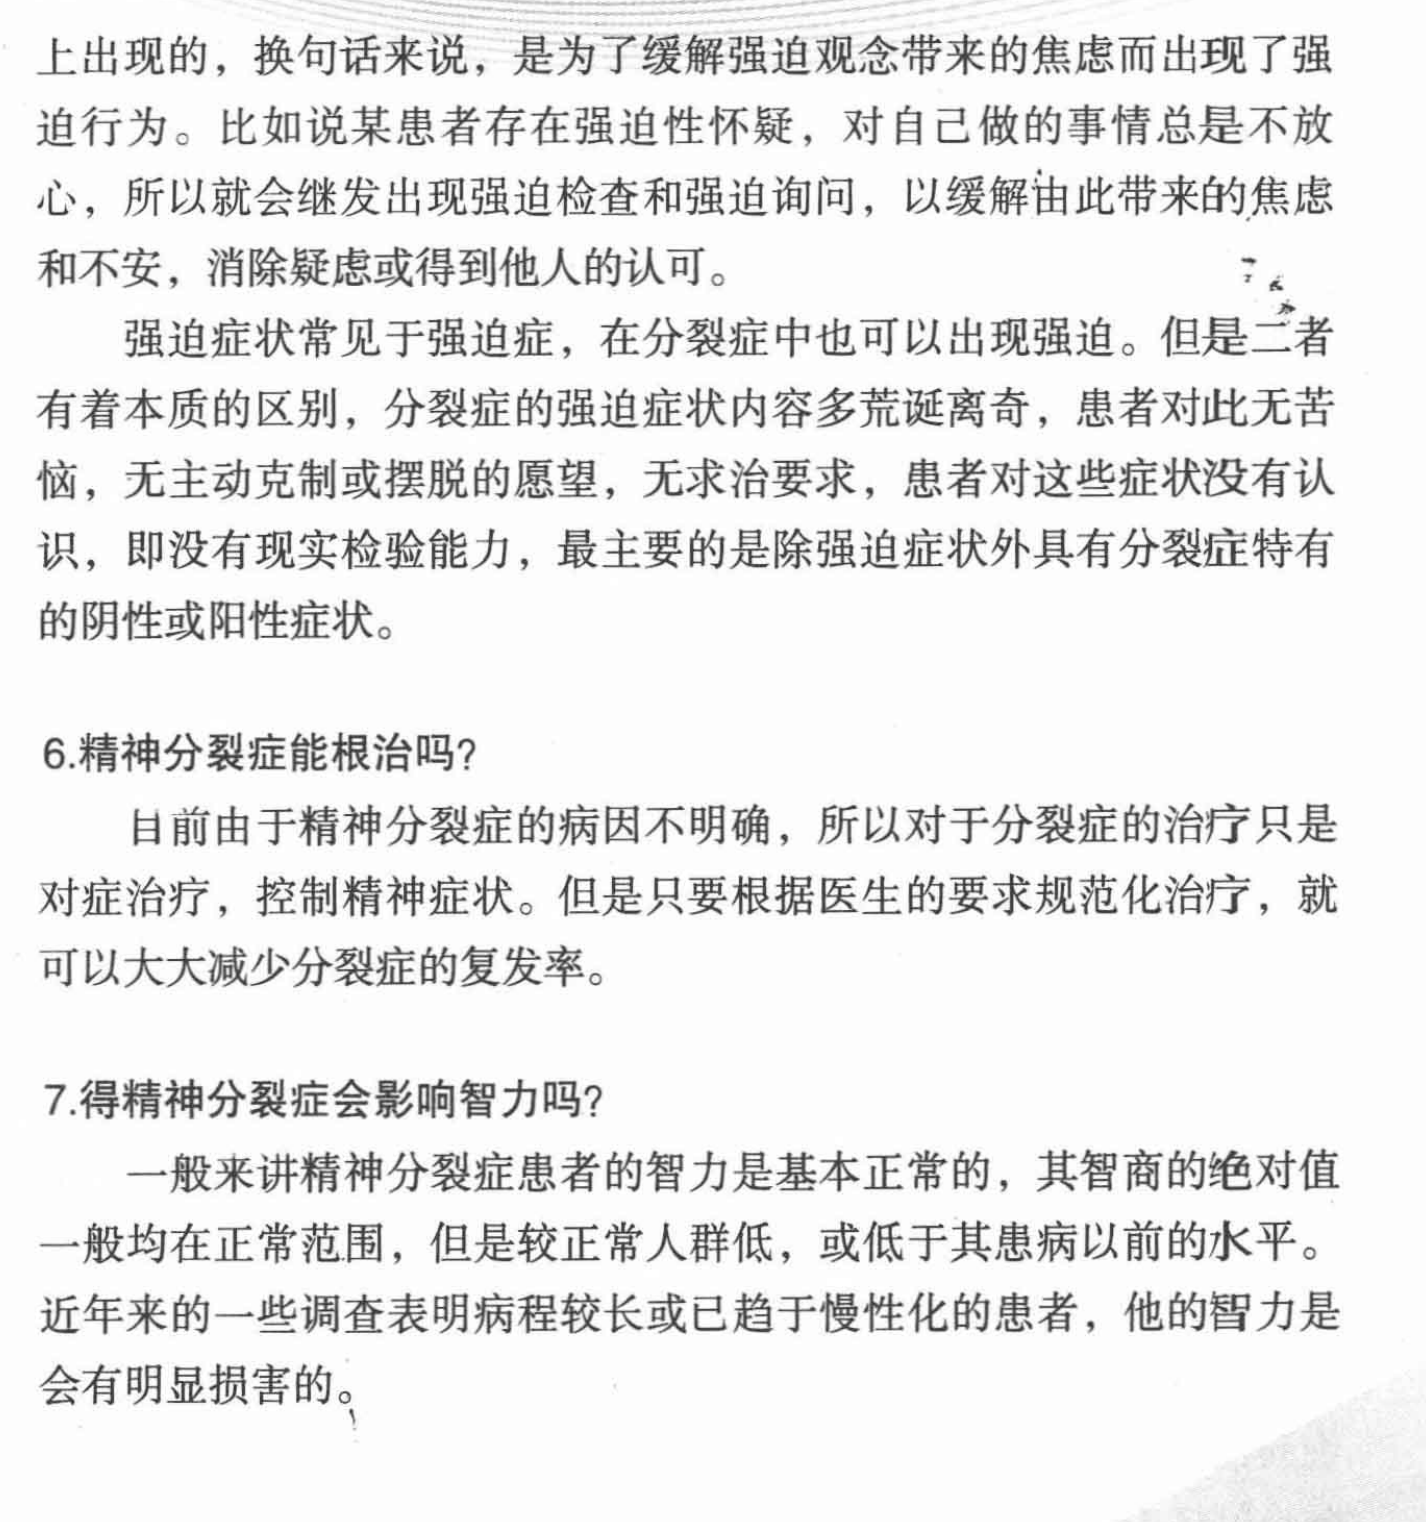 上出现的，换句话来说，是为了缓解强迫观念带来的焦虑而出现了强
迫行为。比如说某患者存在强迫性怀疑，对自己做的事情总是不放
心，所以就会继发出现强迫检查和强迫询问，以缓解由此带来的焦虑
和不安，消除疑虑或得到他人的认可。
强迫症状常见于强迫症，在分裂症中也可以出现强迫。但是二者
有着本质的区别，分裂症的强迫症状内容多荒诞离奇，患者对此无苦
恼，无主动克制或摆脱的愿望，无求治要求，患者对这些症状没有认
识，即没有现实检验能力，最主要的是除强迫症状外具有分裂症特有
的阴性或阳性症状。
6.精神分裂症能根治吗?
目前由于精神分裂症的病因不明确，所以对于分裂症的治疗只是
对症治疗，控制精神症状。但是只要根据医生的要求规范化治疗，就
可以大大减少分裂症的复发率。
7.得精神分裂症会影响智力吗?
一般来讲精神分裂症患者的智力是基本正常的，其智商的绝对值
一般均在正常范围，但是较正常人群低，或低于其患病以前的水平。
近年来的一些调查表明病程较长或已趋于慢性化的患者，他的智力是
会有明显损害的。